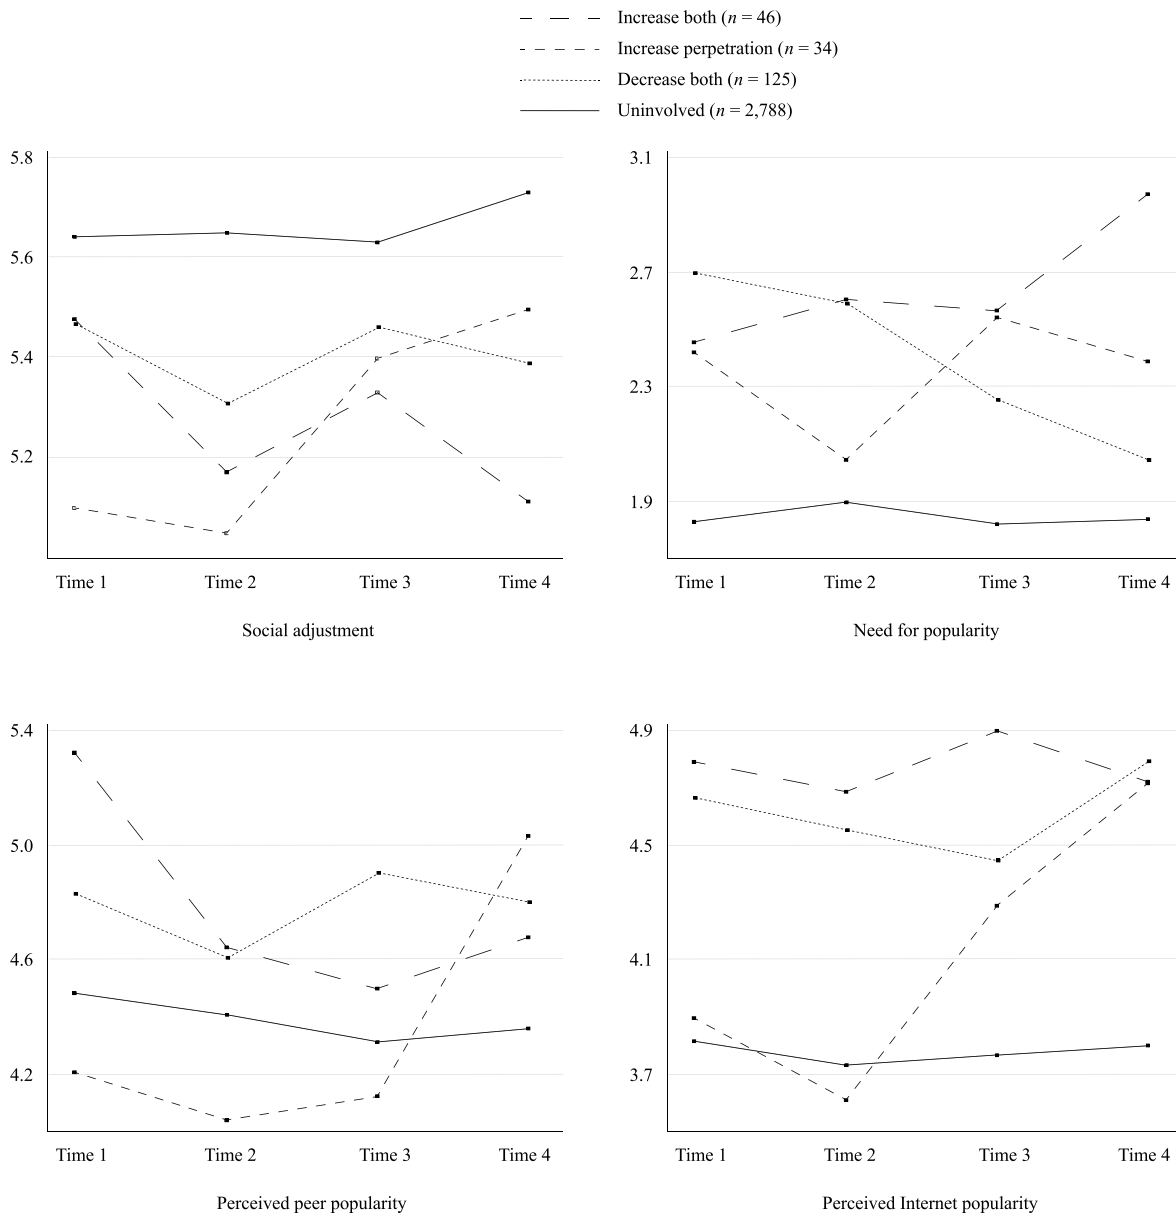 Increase both (n = 46)
Increase perpetration (n = 34)
Decrease both (n = 125)
Uninvolved (n = 2,788)
5.8
5.6
5.4
5.2
Time 1 Time 2 Time 3 Time 4
Social adjustment
3.1
2.7
2.3
1.9
Time 1 Time 2 Time 3 Time 4
Need for popularity
5.4
5.0
4.6
4.2
Time 1 Time 2 Time 3 Time 4
Perceived peer popularity
4.9
4.5
4.1
3.7
Time 1 Time 2 Time 3 Time 4
Perceived Internet popularity